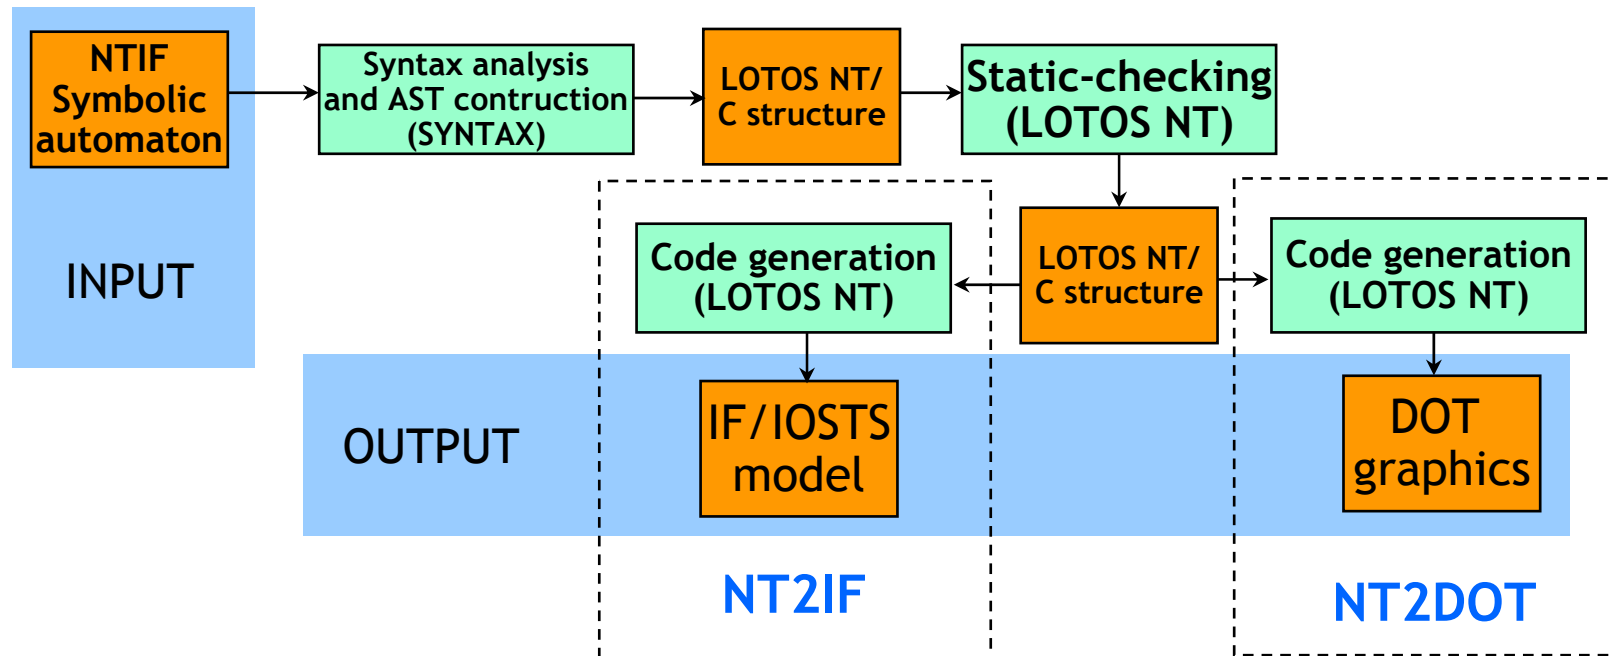 NTIF
Symbolic
automaton
Syntax analysis
and AST contruction
(SYNTAX)
LOTOS NT/
C structure
Static-checking
(LOTOS NT)
INPUT
Code generation
(LOTOS NT)
LOTOS NT/
C structure
Code generation
(LOTOS NT)
OUTPUT
IF/IOSTS
model
DOT
graphics
NT2IF
NT2DOT